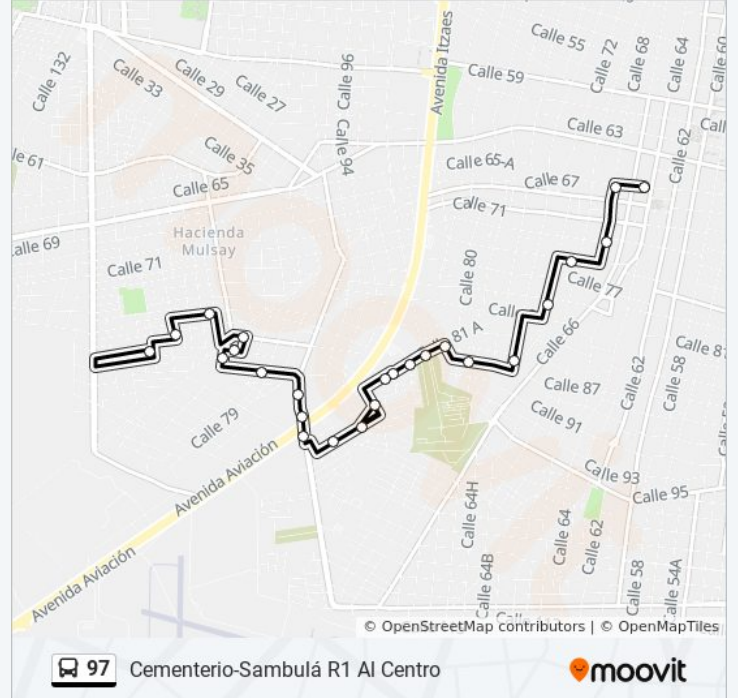 Calle 55
Calle 72
Calle 68
Calle 64
Calle 60
Calle 132
Calle 33
Calle 29
Calle 27
Calle 96
Avenida Itzaes
Calle 59
Calle 94
Calle 63
Call
le 61
Calle 35
Calle 65-A
Calle 62
Calle 65
Calle 67
Calle 71
alle 69
Hacienda
Mulsay
Calle 71
Calle 80
Calle 77
Call
81 A
Calle 66
Calle 81
Calle 62
Calle 58
Calle 87
Calle 79
Calle 91
Avenida Aviación
Calle 93
Calle 95
Calle 64H
Calle 64
Calle 62
Avenida Aviación
Calle 64B
Calle 58
Calle 54A
© OpenStreetMap contributors | © OpenMapTiles
97 Cementerio-Sambulá R1 Al Centro
moovit